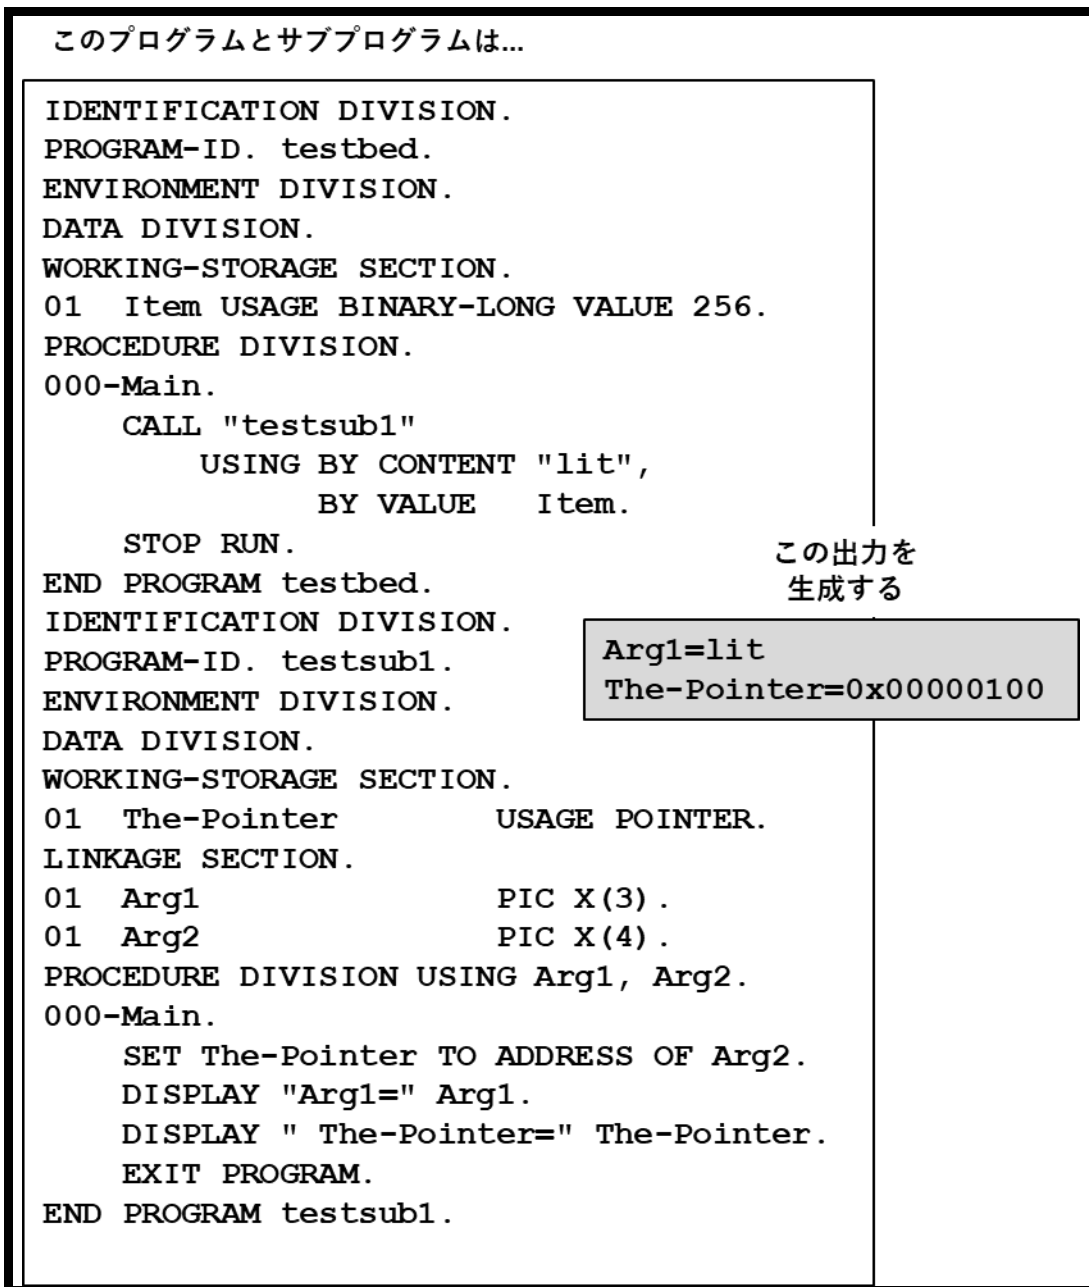 このプログラムとサブプログラムは...
IDENTIFICATION DIVISION.
PROGRAM-ID. testbed.
ENVIRONMENT DIVISION.
DATA DIVISION.
WORKING-STORAGE SECTION.
01  Item USAGE BINARY-LONG VALUE 256.
PROCEDURE DIVISION.
000-Main.
    CALL "testsub1"
        USING BY CONTENT "lit",
              BY VALUE   Item.
    STOP RUN.
END PROGRAM testbed.
IDENTIFICATION DIVISION.
PROGRAM-ID. testsub1.
ENVIRONMENT DIVISION.
DATA DIVISION.
WORKING-STORAGE SECTION.
01  The-Pointer        USAGE POINTER.
LINKAGE SECTION.
01  Arg1               PIC X(3).
01  Arg2               PIC X(4).
PROCEDURE DIVISION USING Arg1, Arg2.
000-Main.
    SET The-Pointer TO ADDRESS OF Arg2.
    DISPLAY "Arg1=" Arg1.
    DISPLAY " The-Pointer=" The-Pointer.
    EXIT PROGRAM.
END PROGRAM testsub1.
この出力を
生成する
Arg1=lit
The-Pointer=0x00000100